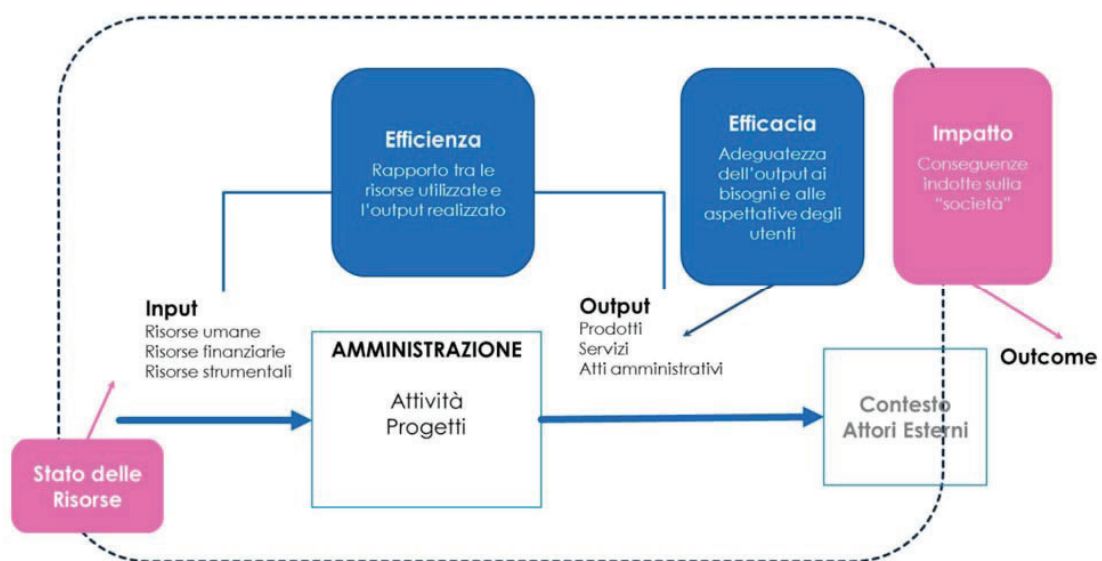 Efficienza
Rapporto tra le
risorse utilizzate e
l'output realizzato
Efficacia
Adeguatezza
dell'output ai
bisogni e alle
aspettative degli
utenti
Impatto
Conseguenze
indotte sulla
"società"
Input
Risorse umane
Risorse finanziarie
Risorse strumentali
AMMINISTRAZIONE
Attività
Progetti
Output
Prodotti
Servizi
Atti amministrativi
Outcome
Contesto
Attori Esterni
Stato delle
Risorse